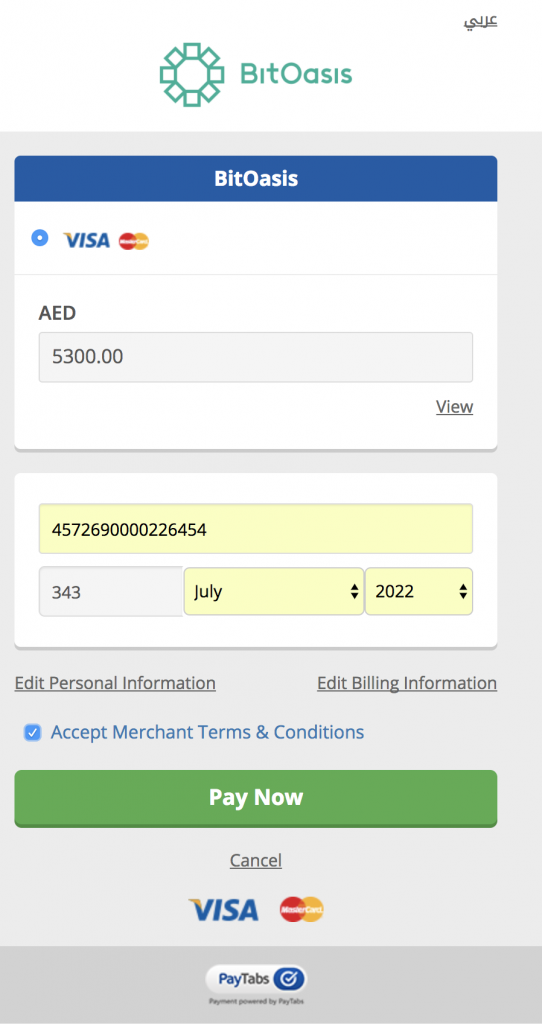 عربي
BitOasis
BitOasis
VISA MasterCard
AED
5300.00
View
4572690000226454
343 July 2022
Edit Personal Information Edit Billing Information
Accept Merchant Terms & Conditions
Pay Now
Cancel
VISA MasterCard
PayTabs
Payment powered by PayTabs